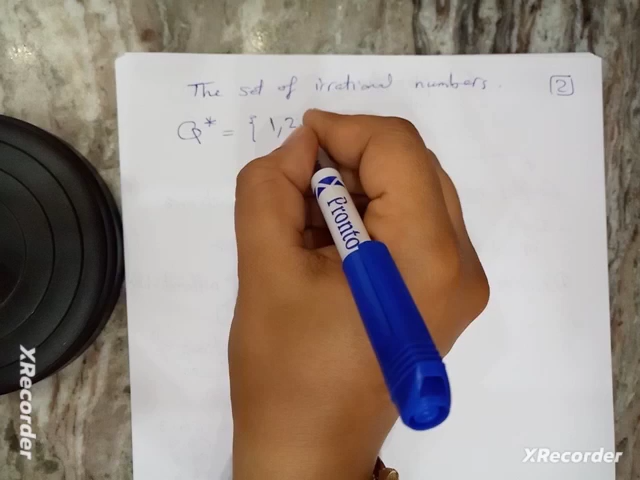 The set of irrational numbers. [2]
Q* = { 1, 2
Pronto
XRecorder
XRecorder